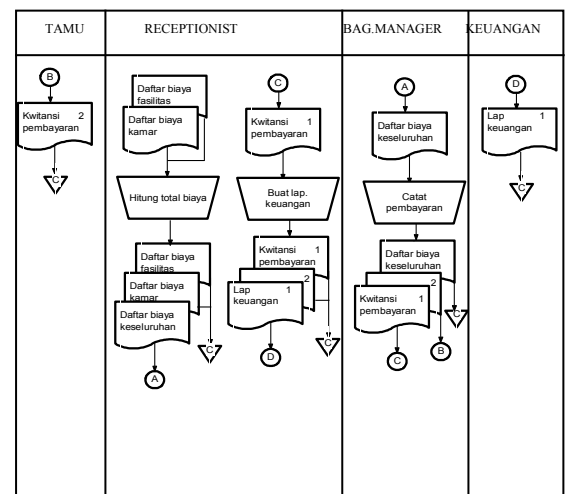 TAMU
RECEPTIONIST
BAG.MANAGER
KEUANGAN
B
Kwitansi 2
pembayaran
C
Daftar biaya
fasilitas
Daftar biaya
kamar
Hitung total biaya
Daftar biaya
fasilitas
Daftar biaya
kamar
Daftar biaya
keseluruhan
C
A
C
Kwitansi 1
pembayaran
Buat lap.
keuangan
Kwitansi 1
pembayaran
2
Lap 1
keuangan
C
D
A
Daftar biaya
keseluruhan
Catat
pembayaran
Daftar biaya
keseluruhan
2
Kwitansi 1
pembayaran
C
C
B
D
Lap 1
keuangan
C